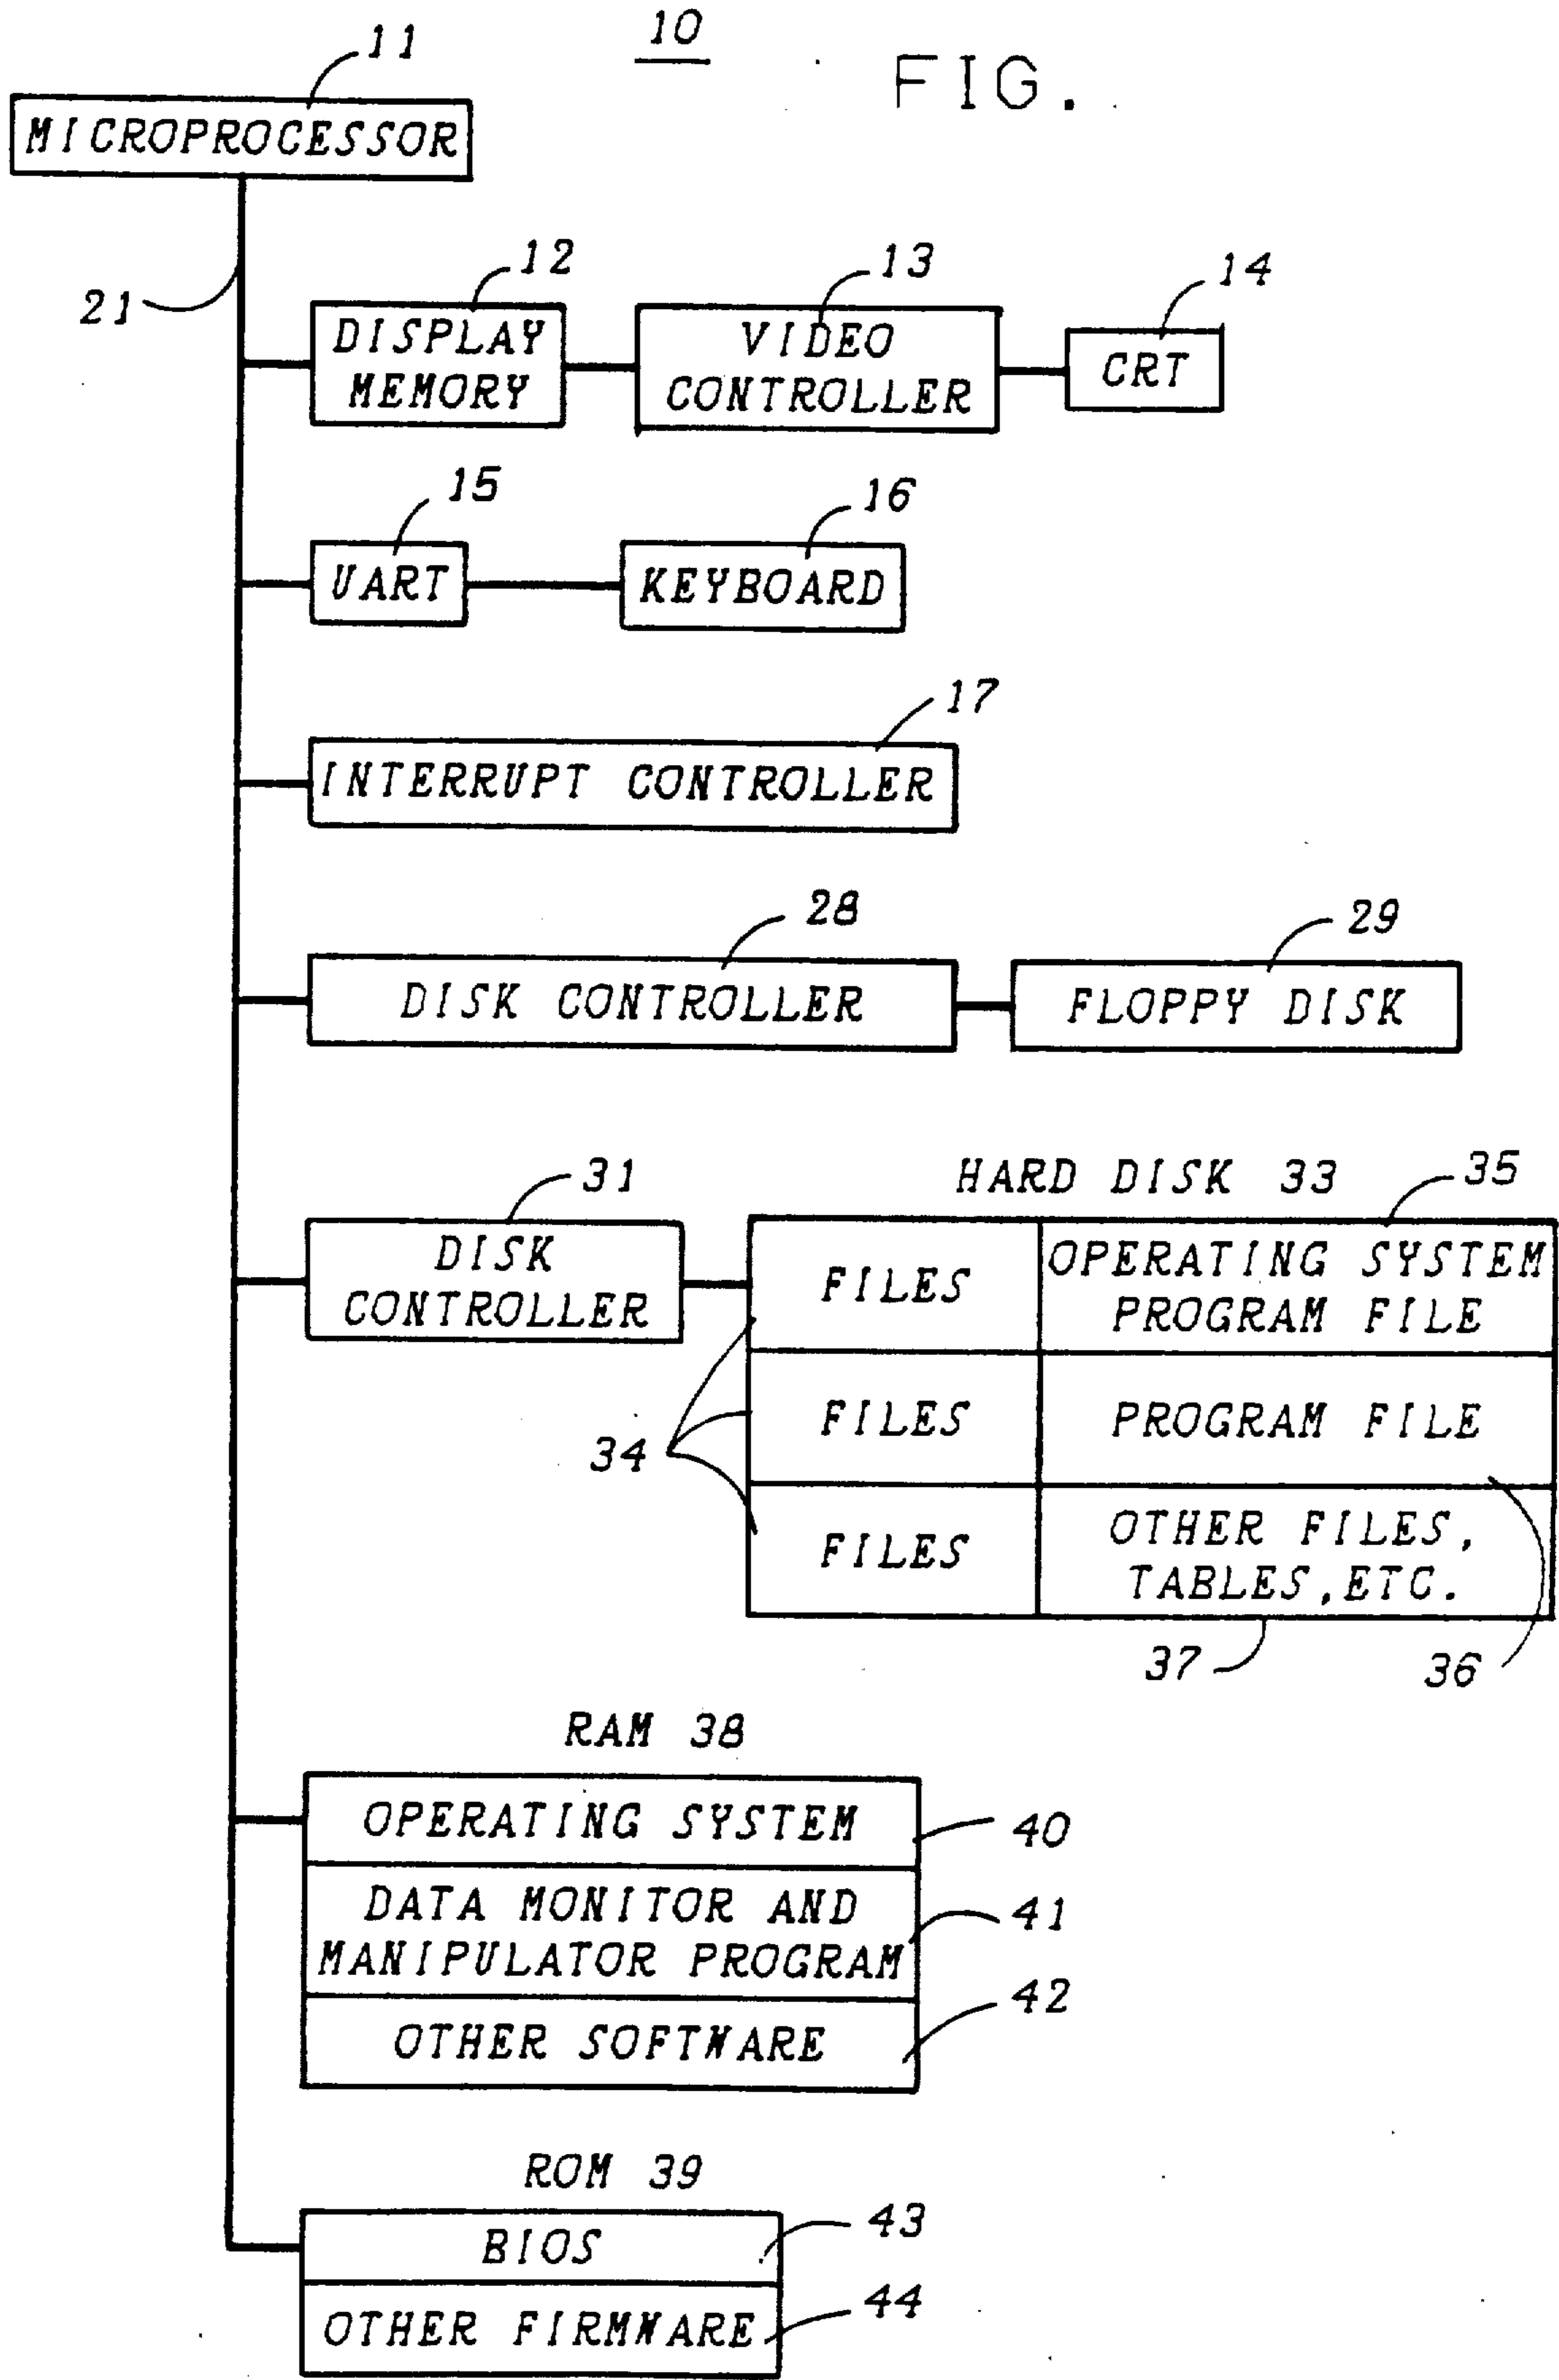 10
FIG.
11
MICROPROCESSOR
21
12
13
14
DISPLAY
MEMORY
VIDEO
CONTROLLER
CRT
15
16
UART
KEYBOARD
17
INTERRUPT CONTROLLER
28
29
DISK CONTROLLER
FLOPPY DISK
31
HARD DISK 33
35
DISK
CONTROLLER
FILES
OPERATING SYSTEM
PROGRAM FILE
34
FILES
PROGRAM FILE
FILES
OTHER FILES,
TABLES,ETC.
37
36
RAM 38
OPERATING SYSTEM
40
DATA MONITOR AND
MANIPULATOR PROGRAM
41
42
OTHER SOFTWARE
ROM 39
BIOS
43
OTHER FIRMWARE
44